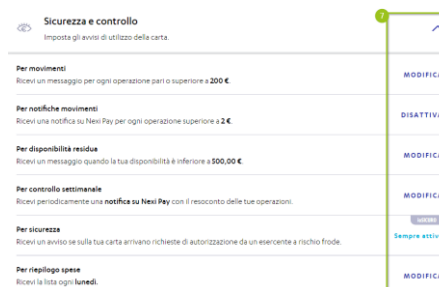 Sicurezza e controllo
Imposta gli avvisi di utilizzo della carta.
7
Per movimenti
Ricevi un messaggio per ogni operazione pari o superiore a 200 €.
MODIFICA
Per notifiche movimenti
Ricevi una notifica su Nexi Pay per ogni operazione superiore a 2 €.
DISATTIVA
Per disponibilità residua
Ricevi un messaggio quando la tua disponibilità è inferiore a 500,00 €.
MODIFICA
Per controllo settimanale
Ricevi periodicamente una notifica su Nexi Pay con il resoconto delle tue operazioni.
MODIFICA
Per sicurezza
Ricevi un avviso se sulla tua carta arrivano richieste di autorizzazione da un esercente a rischio frode.
Sempre attivo
Per riepilogo spese
Ricevi la lista ogni lunedì.
MODIFICA